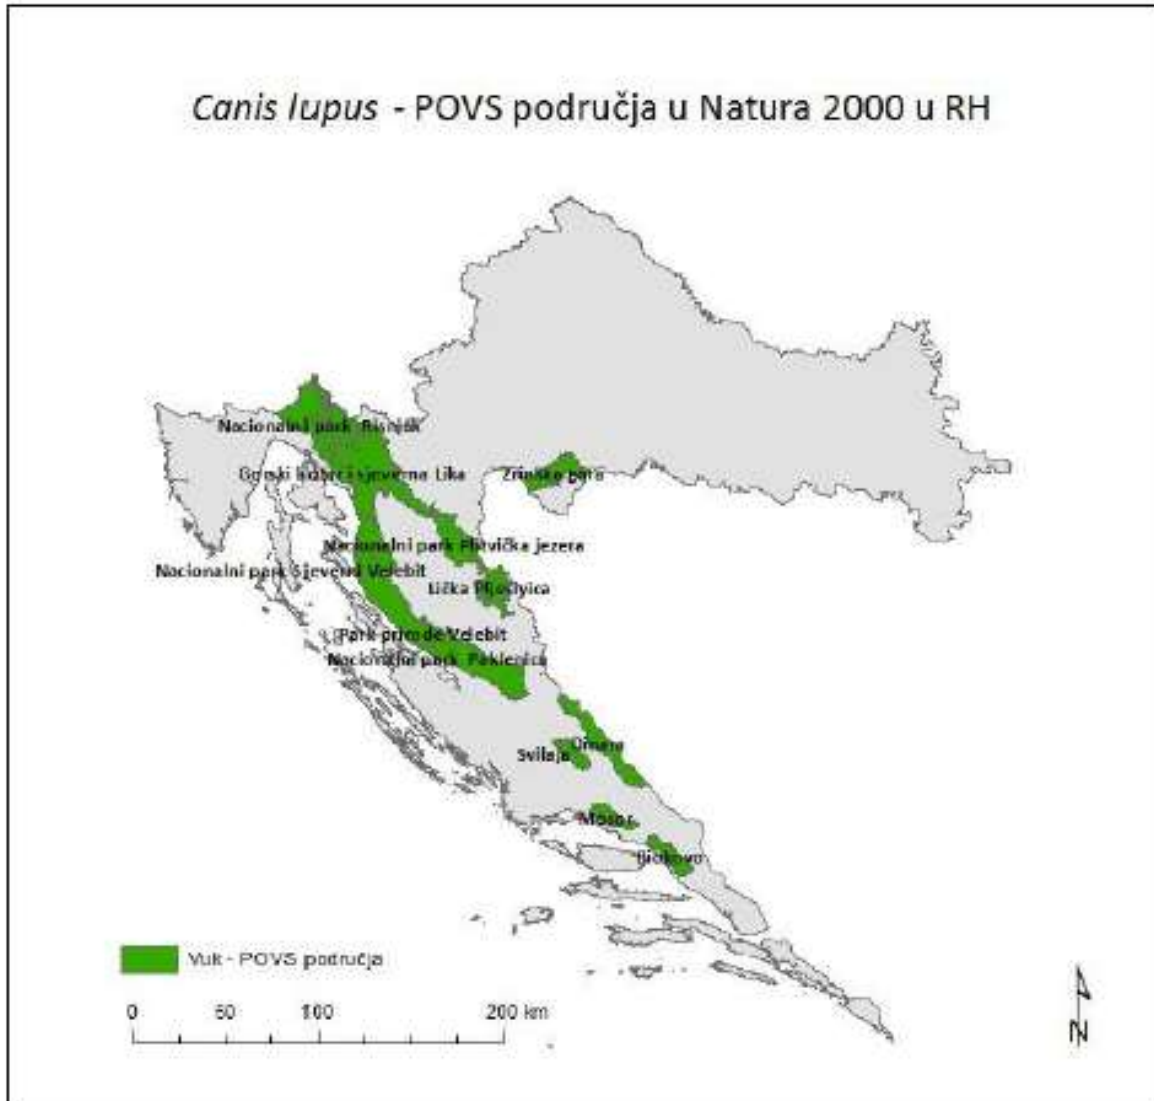 Canis lupus - POVS područja u Natura 2000 u RH
Nacionalni park Risnjak
Gorski kotar i sjeverna Lika
Zrinska gora
Nacionalni park Plitvička jezera
Nacionalni park Sjeverni Velebit
Lička Plješivica
Park prirode Velebit
Nacionalni park Paklenica
Dinara
Svilaja
Mosor
Biokovo
Vuk - POVS područja
0 50 100 200 km
N